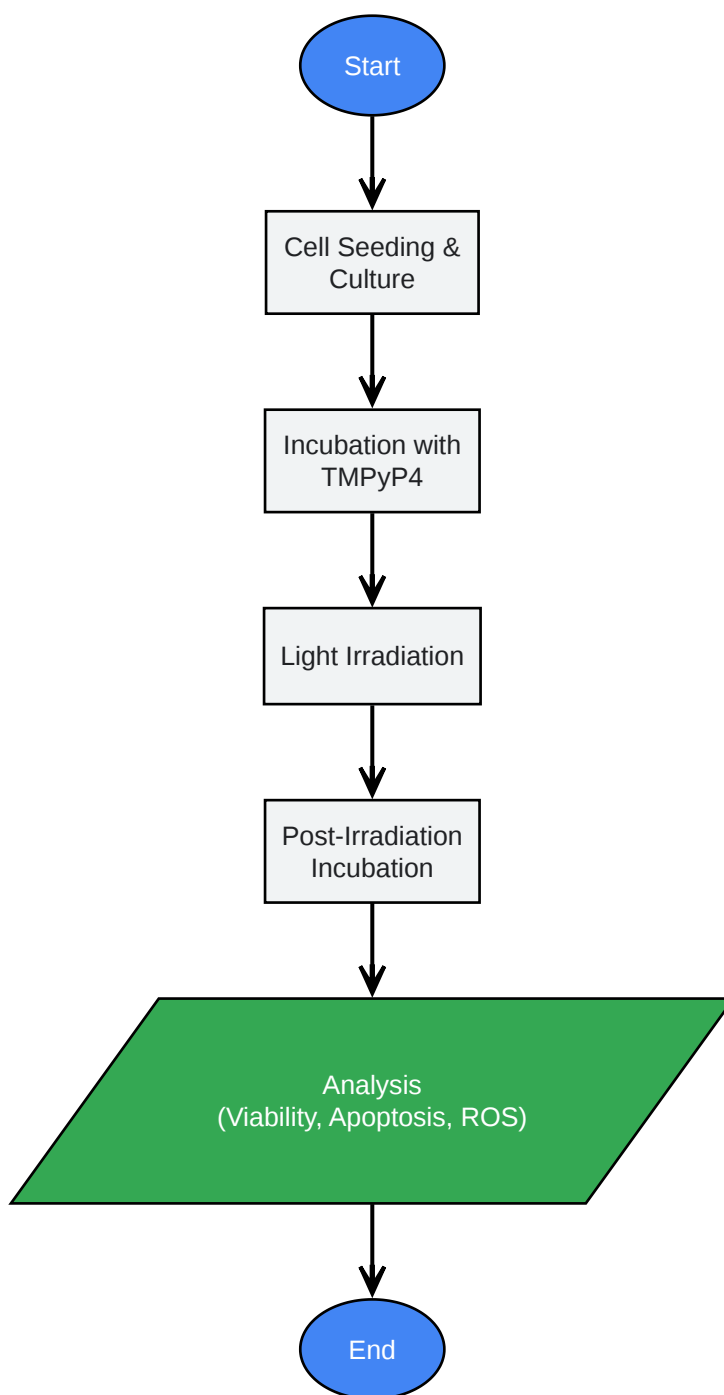 Start
Cell Seeding &
Culture
Incubation with
TMPyP4
Light Irradiation
Post-Irradiation
Incubation
Analysis
(Viability, Apoptosis, ROS)
End